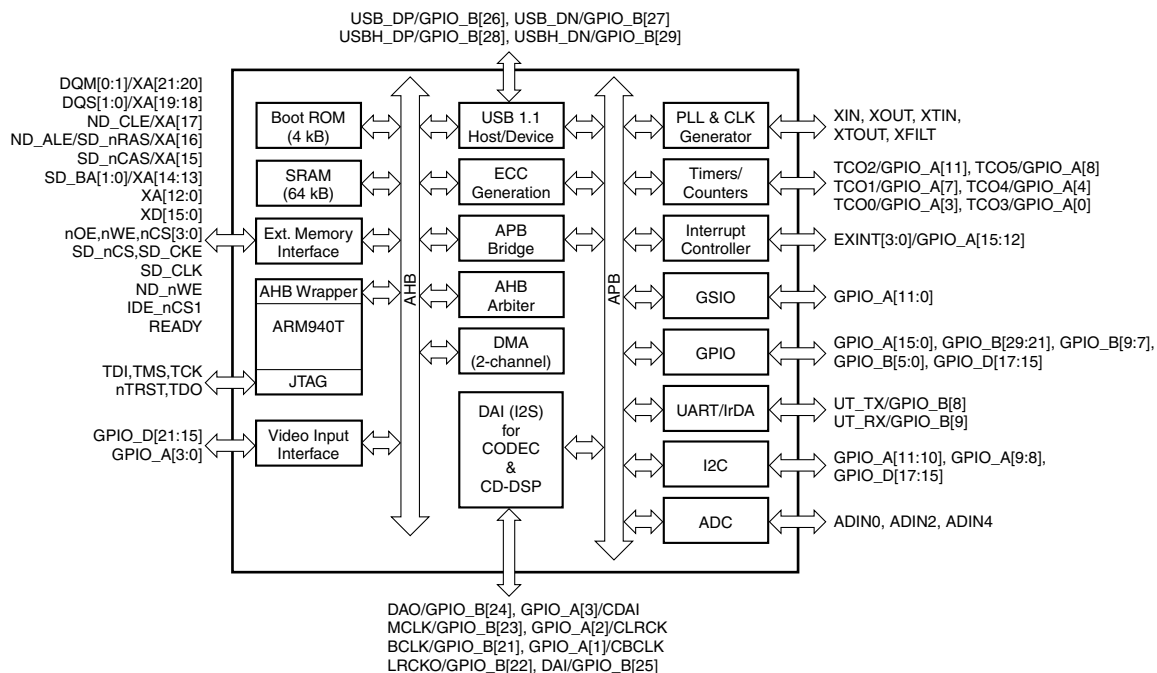 USB_DP/GPIO_B[26], USB_DN/GPIO_B[27]
USBH_DP/GPIO_B[28], USBH_DN/GPIO_B[29]
DQM[0:1]/XA[21:20]
DQS[1:0]/XA[19:18]
ND_CLE/XA[17]
ND_ALE/SD_nRAS/XA[16]
SD_nCAS/XA[15]
SD_BA[1:0]/XA[14:13]
XA[12:0]
XD[15:0]
nOE,nWE,nCS[3:0]
SD_nCS,SD_CKE
SD_CLK
ND_nWE
IDE_nCS1
READY
TDI,TMS,TCK
nTRST,TDO
GPIO_D[21:15]
GPIO_A[3:0]
Boot ROM
(4 kB)
SRAM
(64 kB)
Ext. Memory
Interface
AHB Wrapper
ARM940T
JTAG
Video Input
Interface
AHB
USB 1.1
Host/Device
ECC
Generation
APB
Bridge
AHB
Arbiter
DMA
(2-channel)
DAI (I2S)
for
CODEC
&
CD-DSP
APB
PLL & CLK
Generator
Timers/
Counters
Interrupt
Controller
GSIO
GPIO
UART/IrDA
I2C
ADC
XIN, XOUT, XTIN,
XTOUT, XFILT
TCO2/GPIO_A[11], TCO5/GPIO_A[8]
TCO1/GPIO_A[7], TCO4/GPIO_A[4]
TCO0/GPIO_A[3], TCO3/GPIO_A[0]
EXINT[3:0]/GPIO_A[15:12]
GPIO_A[11:0]
GPIO_A[15:0], GPIO_B[29:21], GPIO_B[9:7],
GPIO_B[5:0], GPIO_D[17:15]
UT_TX/GPIO_B[8]
UT_RX/GPIO_B[9]
GPIO_A[11:10], GPIO_A[9:8],
GPIO_D[17:15]
ADIN0, ADIN2, ADIN4
DAO/GPIO_B[24], GPIO_A[3]/CDAI
MCLK/GPIO_B[23], GPIO_A[2]/CLRCK
BCLK/GPIO_B[21], GPIO_A[1]/CBCLK
LRCKO/GPIO_B[22], DAI/GPIO_B[25]